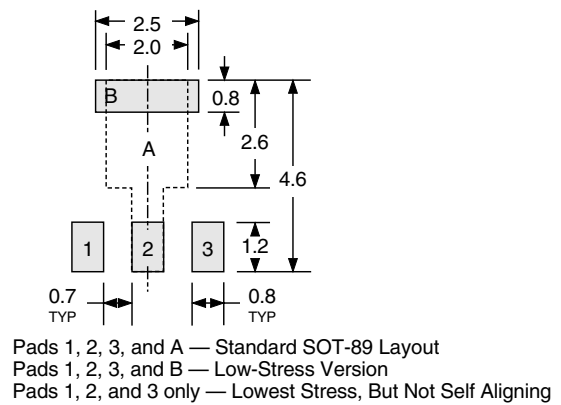 2.5
2.0
B
0.8
A
2.6
4.6
1 2 3 1.2
0.7 0.8
TYP TYP
Pads 1, 2, 3, and A — Standard SOT-89 Layout
Pads 1, 2, 3, and B — Low-Stress Version
Pads 1, 2, and 3 only — Lowest Stress, But Not Self Aligning